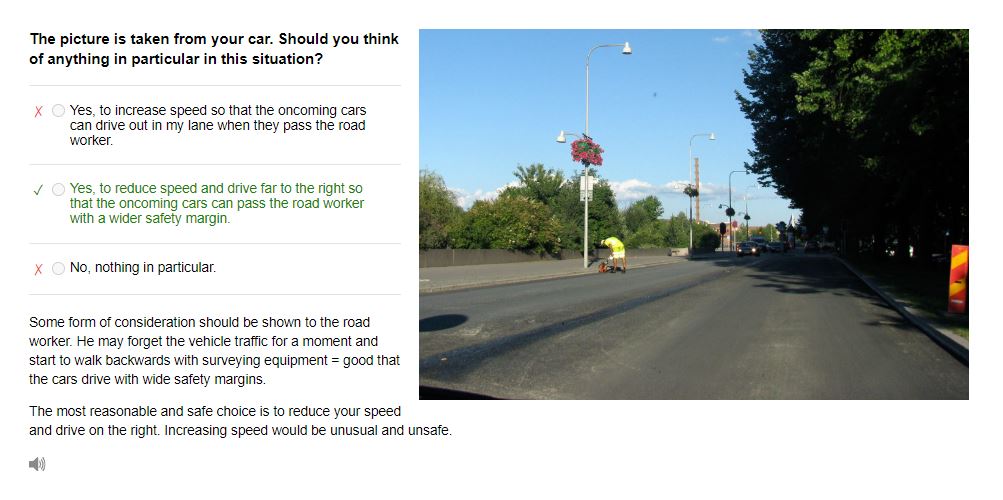 The picture is taken from your car. Should you think
of anything in particular in this situation?
Yes, to increase speed so that the oncoming cars
can drive out in my lane when they pass the road
worker.
Yes, to reduce speed and drive far to the right so
that the oncoming cars can pass the road worker
with a wider safety margin.
No, nothing in particular.
Some form of consideration should be shown to the road
worker. He may forget the vehicle traffic for a moment and
start to walk backwards with surveying equipment = good that
the cars drive with wide safety margins.
The most reasonable and safe choice is to reduce your speed
and drive on the right. Increasing speed would be unusual and unsafe.